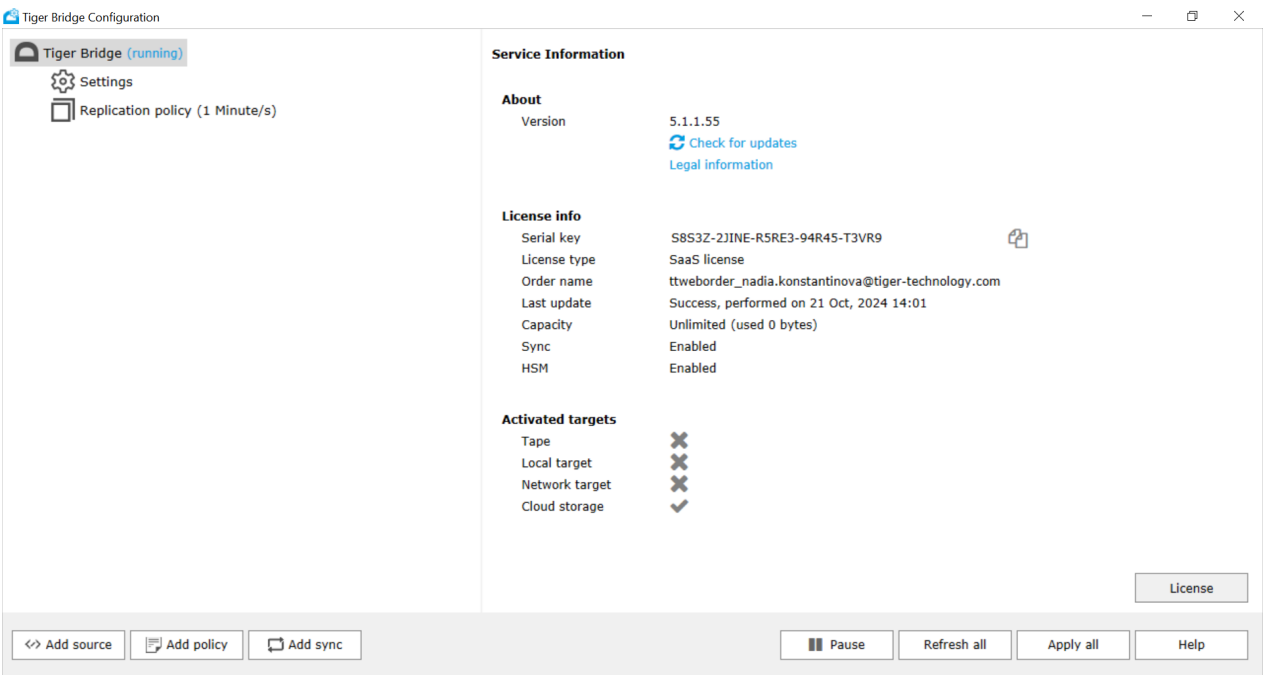 Tiger Bridge Configuration
Tiger Bridge (running)
Settings
Replication policy (1 Minute/s)
Service Information
About
Version 5.1.1.55
Check for updates
Legal information
License info
Serial key S8S3Z-2JINE-R5RE3-94R45-T3VR9
License type SaaS license
Order name ttweborder_nadia.konstantinova@tiger-technology.com
Last update Success, performed on 21 Oct, 2024 14:01
Capacity Unlimited (used 0 bytes)
Sync Enabled
HSM Enabled
Activated targets
Tape
Local target
Network target
Cloud storage
License
Add source Add policy Add sync Pause Refresh all Apply all Help